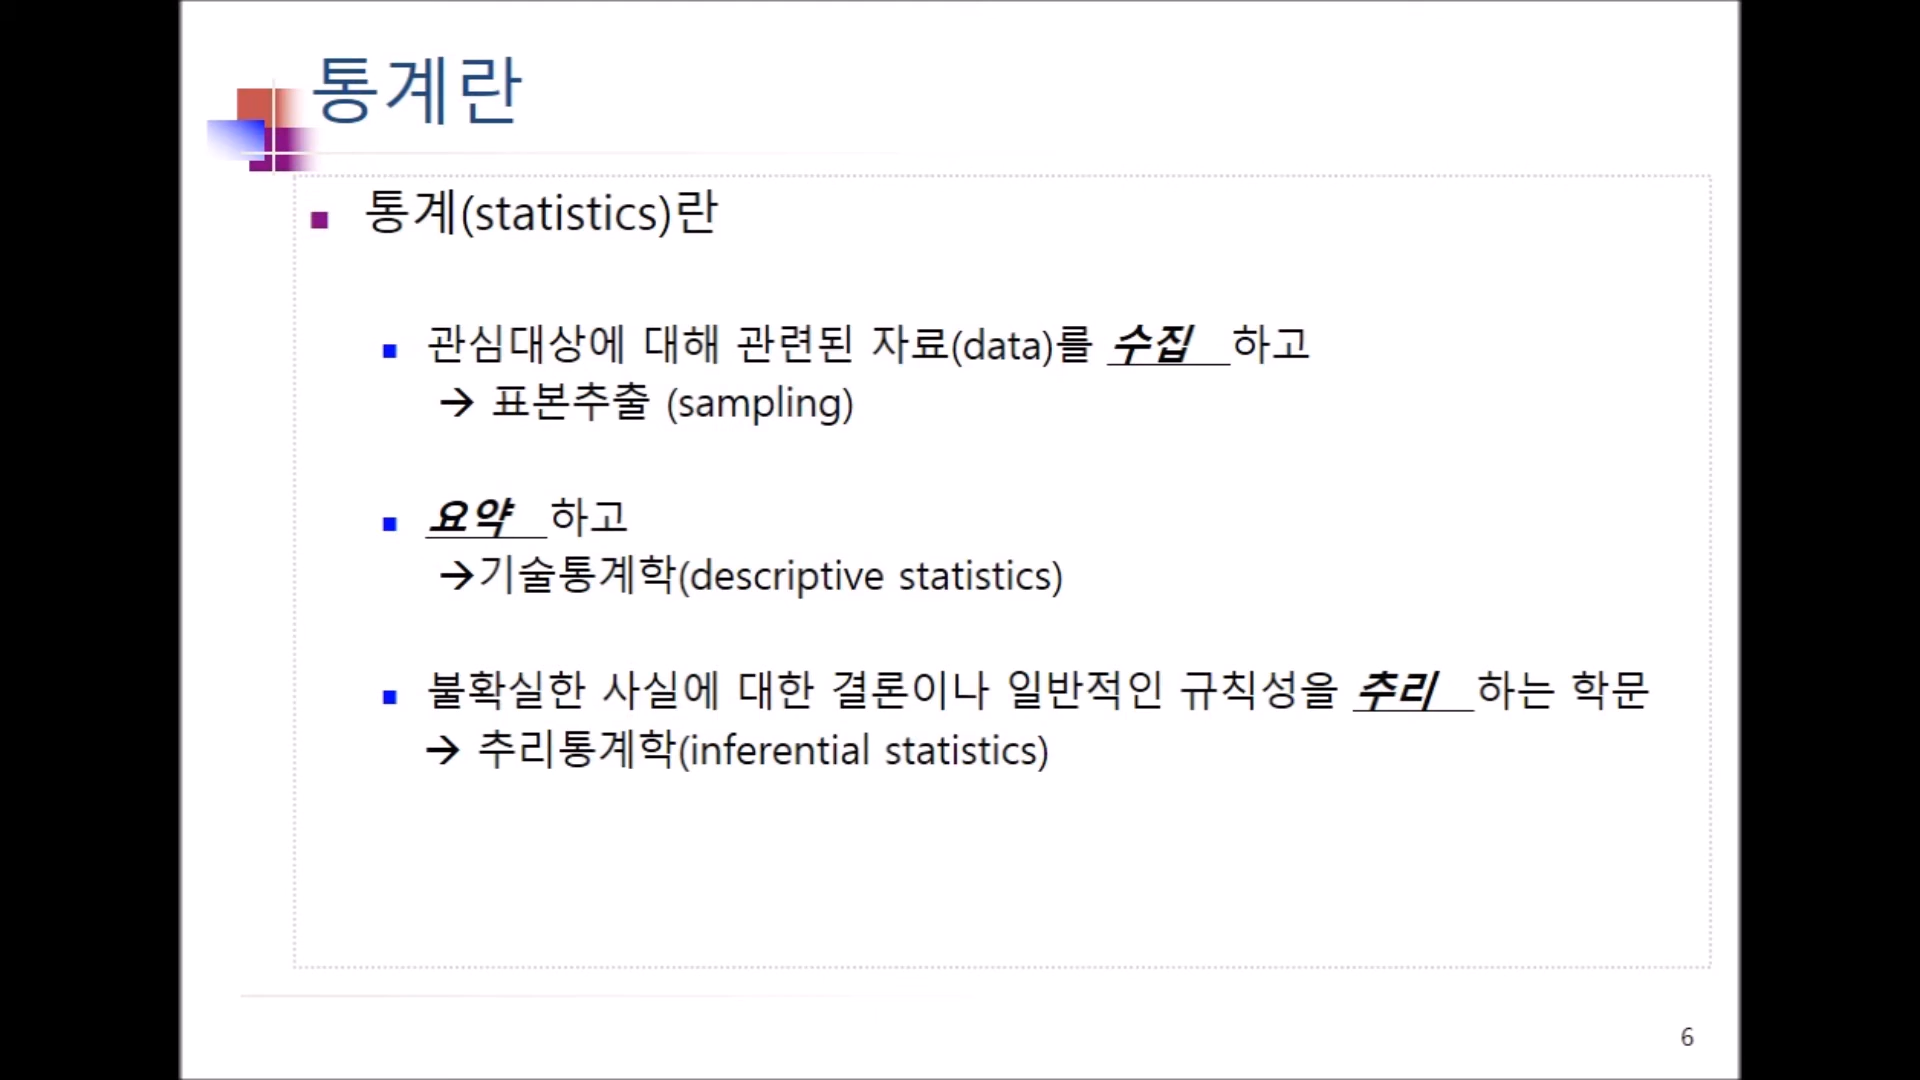 통계란
통계(statistics)란
관심대상에 대해 관련된 자료(data)를 수집 하고
→ 표본추출 (sampling)
요약 하고
→기술통계학(descriptive statistics)
불확실한 사실에 대한 결론이나 일반적인 규칙성을 추리 하는 학문
→ 추리통계학(inferential statistics)
6